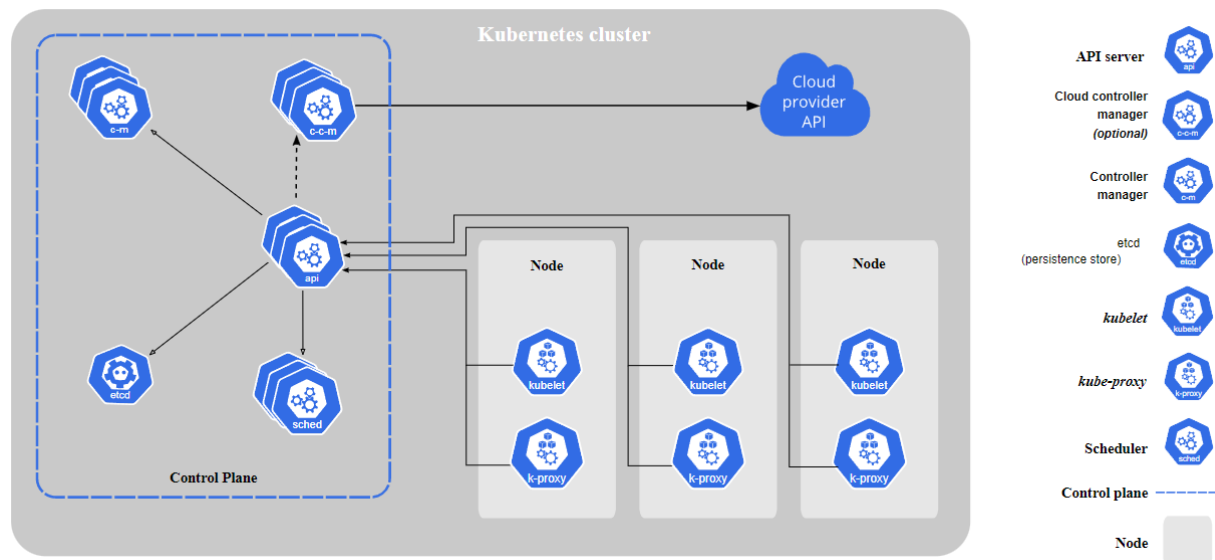 Kubernetes cluster
c-m
c-c-m
Cloud
provider
API
api
etcd
sched
Control Plane
Node
kubelet
k-proxy
Node
kubelet
k-proxy
Node
kubelet
k-proxy
API server
api
Cloud controller
manager
(optional)
c-c-m
Controller
manager
c-m
etcd
(persistence store)
etcd
kubelet
kubelet
kube-proxy
k-proxy
Scheduler
sched
Control plane
Node